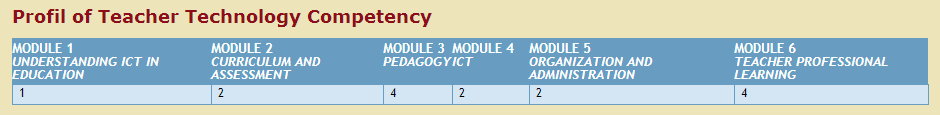 Profil of Teacher Technology Competency
MODULE 1 MODULE 2 MODULE 3 MODULE 4 MODULE 5 MODULE 6
UNDERSTANDING ICT IN CURRICULUM AND PEDAGOGY ICT ORGANIZATION AND TEACHER PROFESSIONAL
EDUCATION ASSESSMENT ADMINISTRATION LEARNING
1 2 4 2 2 4